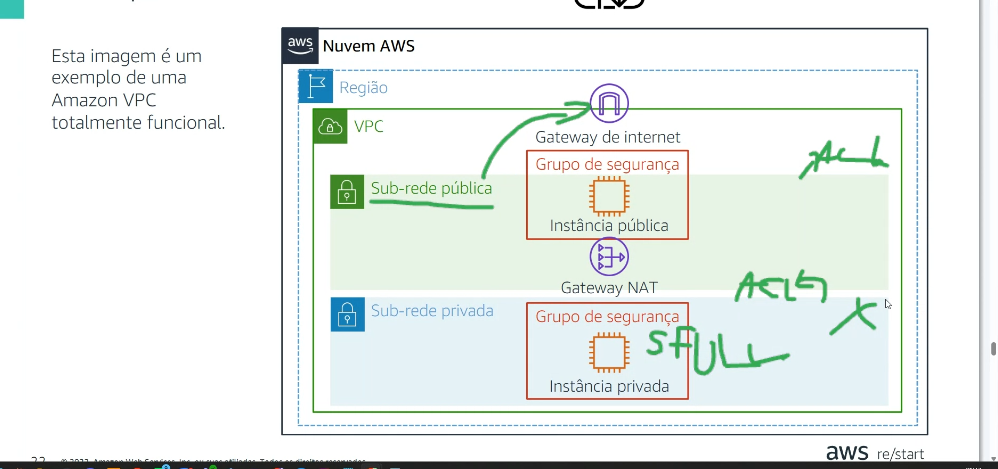 Esta imagem é um
exemplo de uma
Amazon VPC
totalmente funcional.
aws Nuvem AWS
Região
VPC
Gateway de internet
ACL
Grupo de segurança
Sub-rede pública
Instância pública
Gateway NAT
Sub-rede privada
Grupo de segurança
SFULL
Instância privada
aws re/start